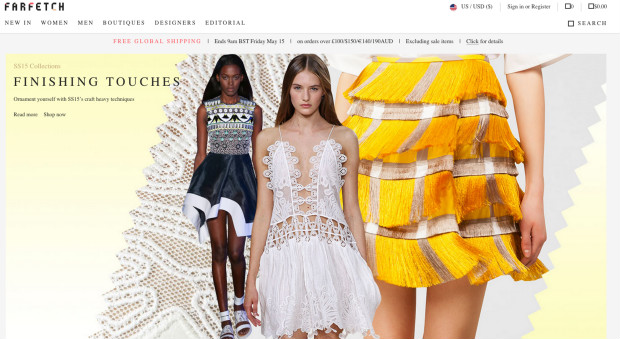 FARFETCH
US / USD ($) Sign in or Register 0 $0.00
NEW IN WOMEN MEN BOUTIQUES DESIGNERS EDITORIAL SEARCH
FREE GLOBAL SHIPPING | Ends 9am BST Friday May 15 | on orders over £100/$150/€140/190AUD | Excluding sale items | Click for details
SS15 Collections
FINISHING TOUCHES
Ornament yourself with SS15's craft heavy techniques
Read more Shop now